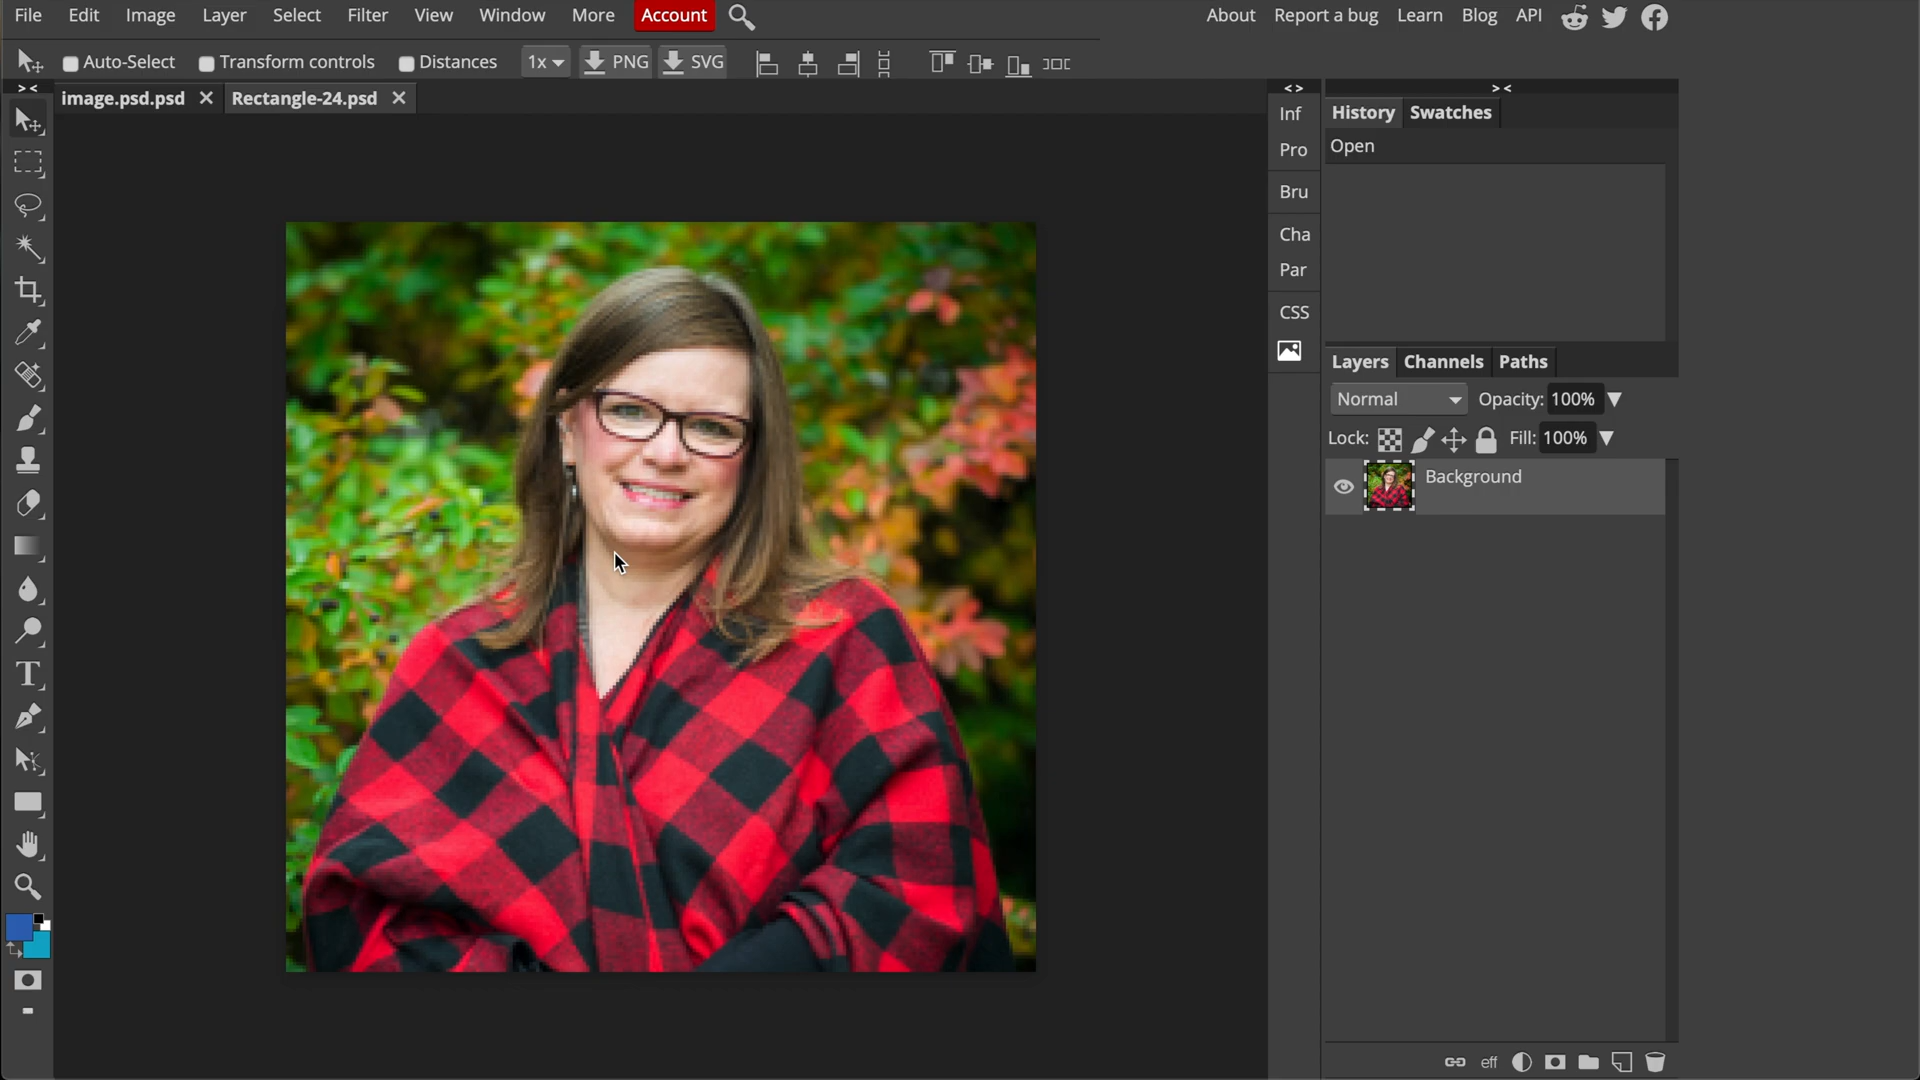 File Edit Image Layer Select Filter View Window More Account About Report a bug Learn Blog API
Auto-Select Transform controls Distances 1x PNG SVG
> < < > > <
image.psd.psd Rectangle-24.psd
Inf
Pro
Bru
Cha
Par
CSS
History Swatches
Open
Layers Channels Paths
Normal Opacity: 100%
Lock: Fill: 100%
Background
T
eff